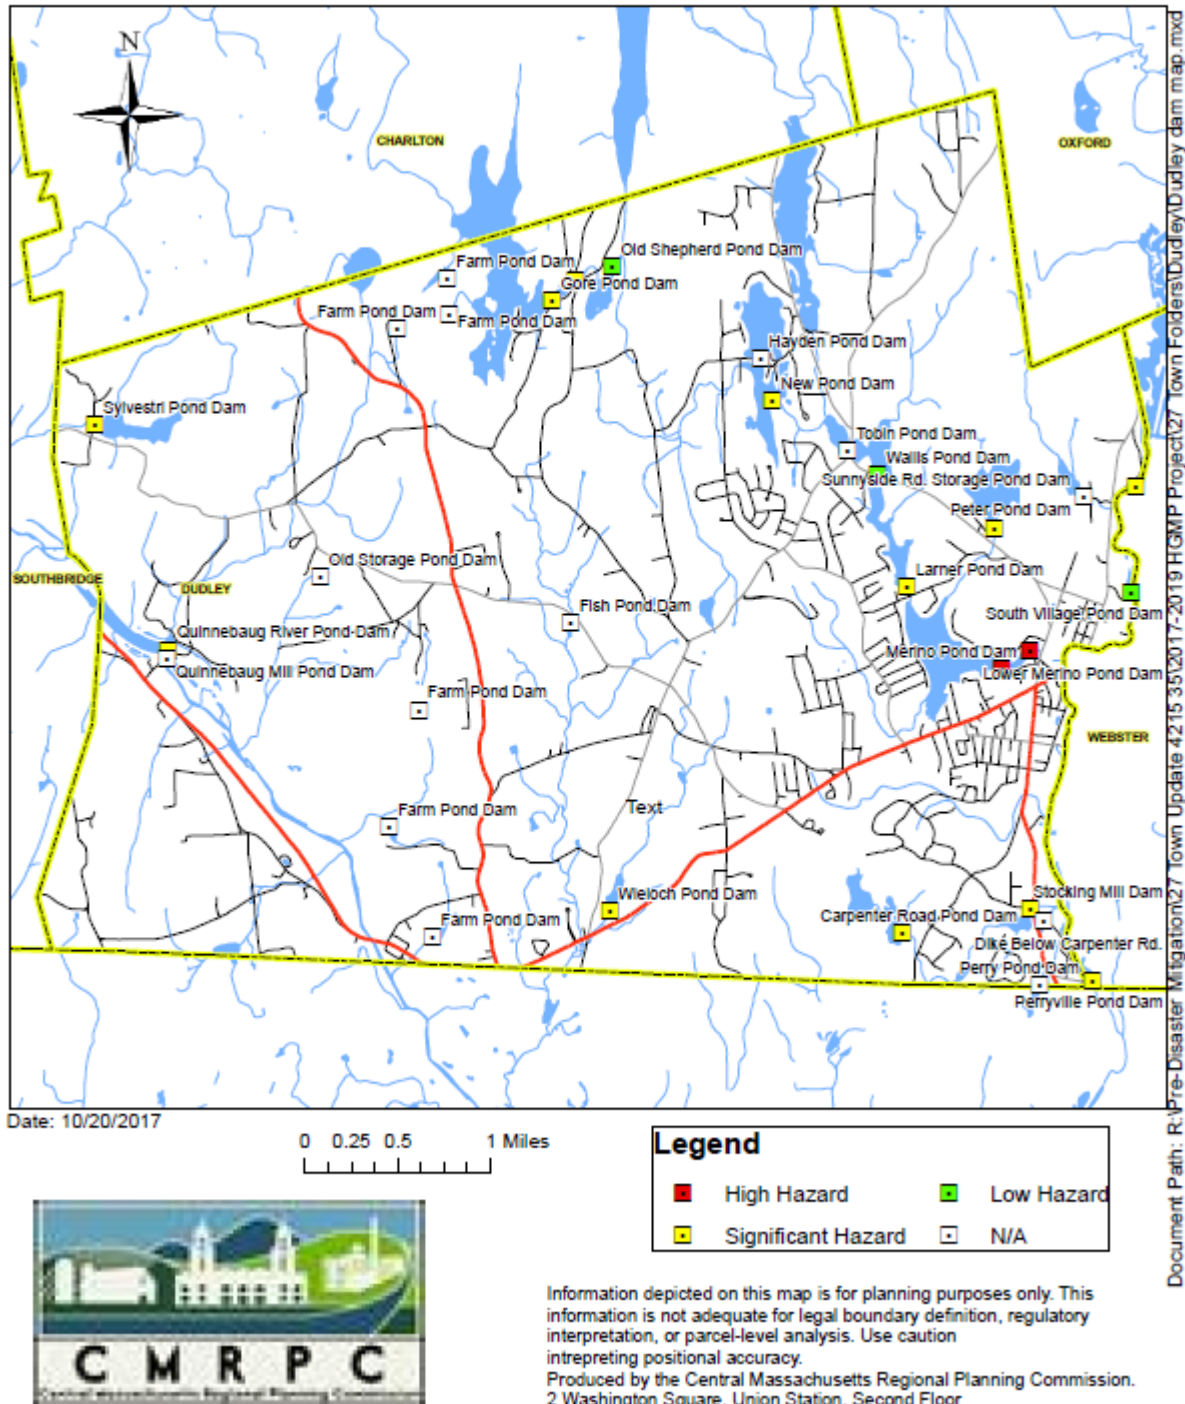 N
CHARLTON
OXFORD
Old Shepherd Pond Dam
Farm Pond Dam
Gore Pond Dam
Farm Pond Dam
Farm Pond Dam
Hayden Pond Dam
New Pond Dam
Sylvestri Pond Dam
Tobin Pond Dam
Wallis Pond Dam
Sunnyside Rd. Storage Pond Dam
Peter Pond Dam
Old Storage Pond Dam
Larner Pond Dam
SOUTHBRIDGE
DUDLEY
Fish Pond Dam
South Village Pond Dam
Quinnebaug River Pond Dam
Merino Pond Dam
Quinnebaug Mill Pond Dam
Lower Merino Pond Dam
Farm Pond Dam
WEBSTER
Farm Pond Dam
Text
Wieloch Pond Dam
Stocking Mill Dam
Farm Pond Dam
Carpenter Road Pond Dam
Dike Below Carpenter Rd.
Perry Pond Dam
Perryville Pond Dam
Document Path: R:\Pre-Disaster Mitigation\27 Town Update 4215 352017-2019 HGMP Project\27 Town Folders\Dudley\Dudley dam map.mxd
Date: 10/20/2017
0 0.25 0.5 1 Miles
Legend
High Hazard
Low Hazard
Significant Hazard
N/A
CMRPC
Central Massachusetts Regional Planning Commission
Information depicted on this map is for planning purposes only. This
information is not adequate for legal boundary definition, regulatory
interpretation, or parcel-level analysis. Use caution
intrepreting positional accuracy.
Produced by the Central Massachusetts Regional Planning Commission.
2 Washington Square, Union Station, Second Floor